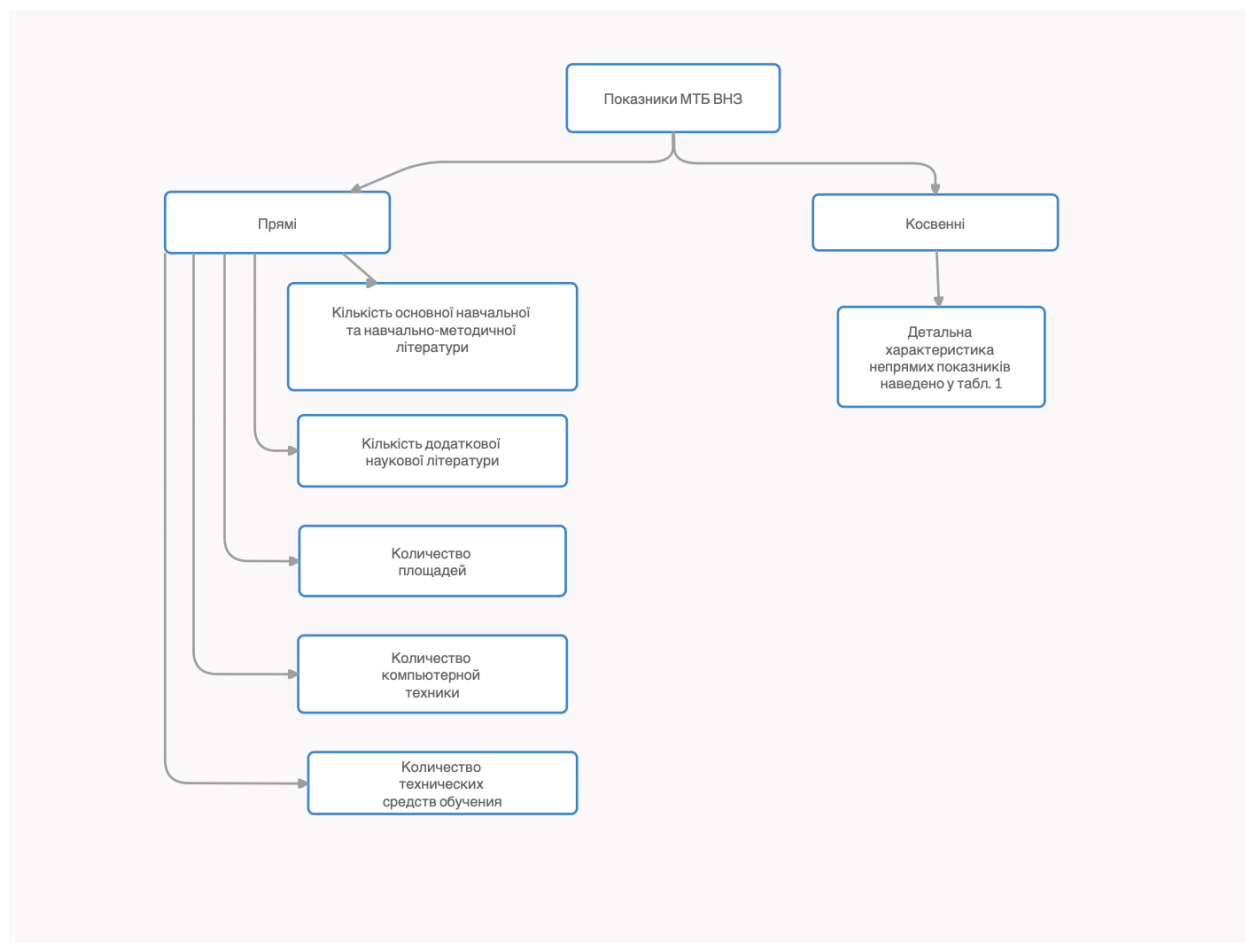 Показники МТБ ВНЗ
Прямі
Косвенні
Кількість основної навчальної
та навчально-методичної
літератури
Детальна
характеристика
непрямих показників
наведено у табл. 1
Кількість додаткової
наукової літератури
Количество
площадей
Количество
компьютерной
техники
Количество
технических
средств обучения